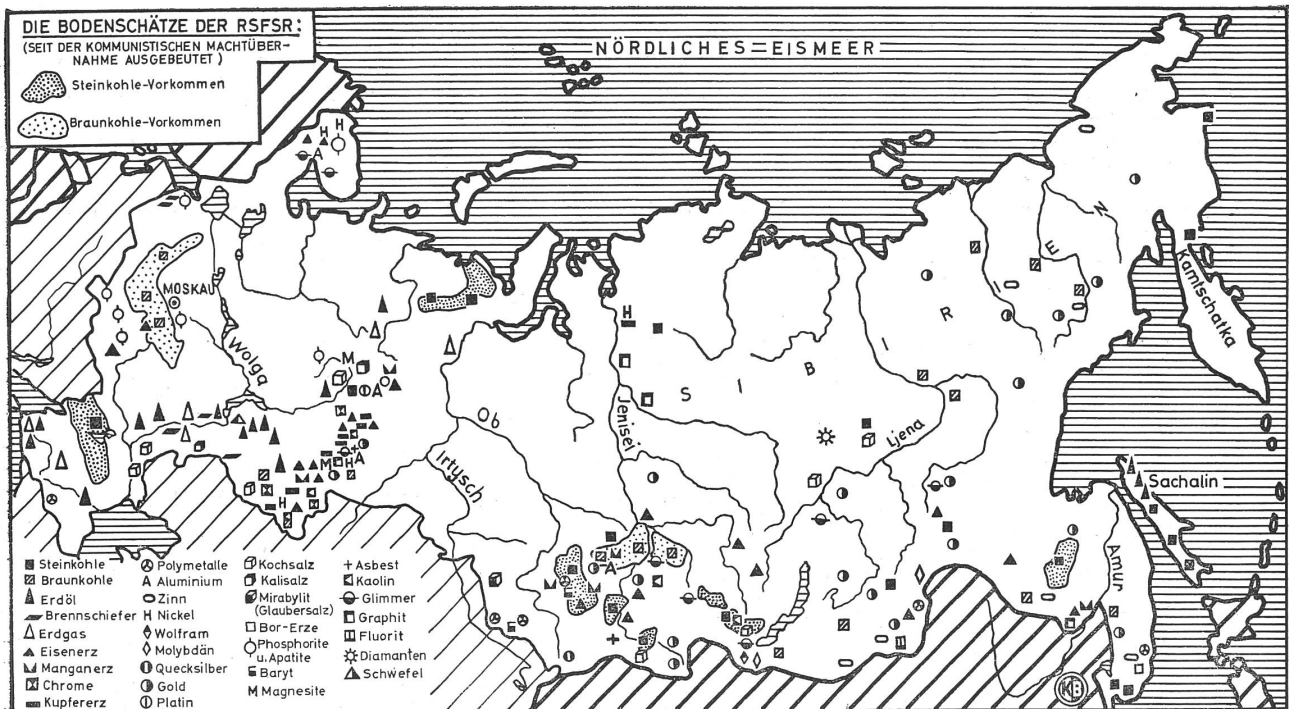 DIE BODENSCHÄTZE DER RSFSR:
(SEIT DER KOMMUNISTISCHEN MACHTÜBER-
NAHME AUSGEBEUTET)
Steinkohle-Vorkommen
Braunkohle-Vorkommen
NÖRDLICHES EISMEER
H H
A
MOSKAU
Wolga
M
A
H
Ob
Irtysch
Jenisei
SIBIRIEN
Ljena
Kamtschatka
Sachalin
Amur
M H A
H
A
Steinkohle
Braunkohle
Erdöl
Brennschiefer
Erdgas
Eisenerz
Manganerz
Chrome
Kupfererz
Polymetalle
A Aluminium
Zinn
H Nickel
Wolfram
Molybdän
Quecksilber
Gold
Platin
Kochsalz
Kalisalz
Mirabylit
(Glaubersalz)
Bor-Erze
Phosphorite
u. Apatite
Baryt
M Magnesite
Asbest
Kaolin
Glimmer
Graphit
Fluorit
Diamanten
Schwefel
KB